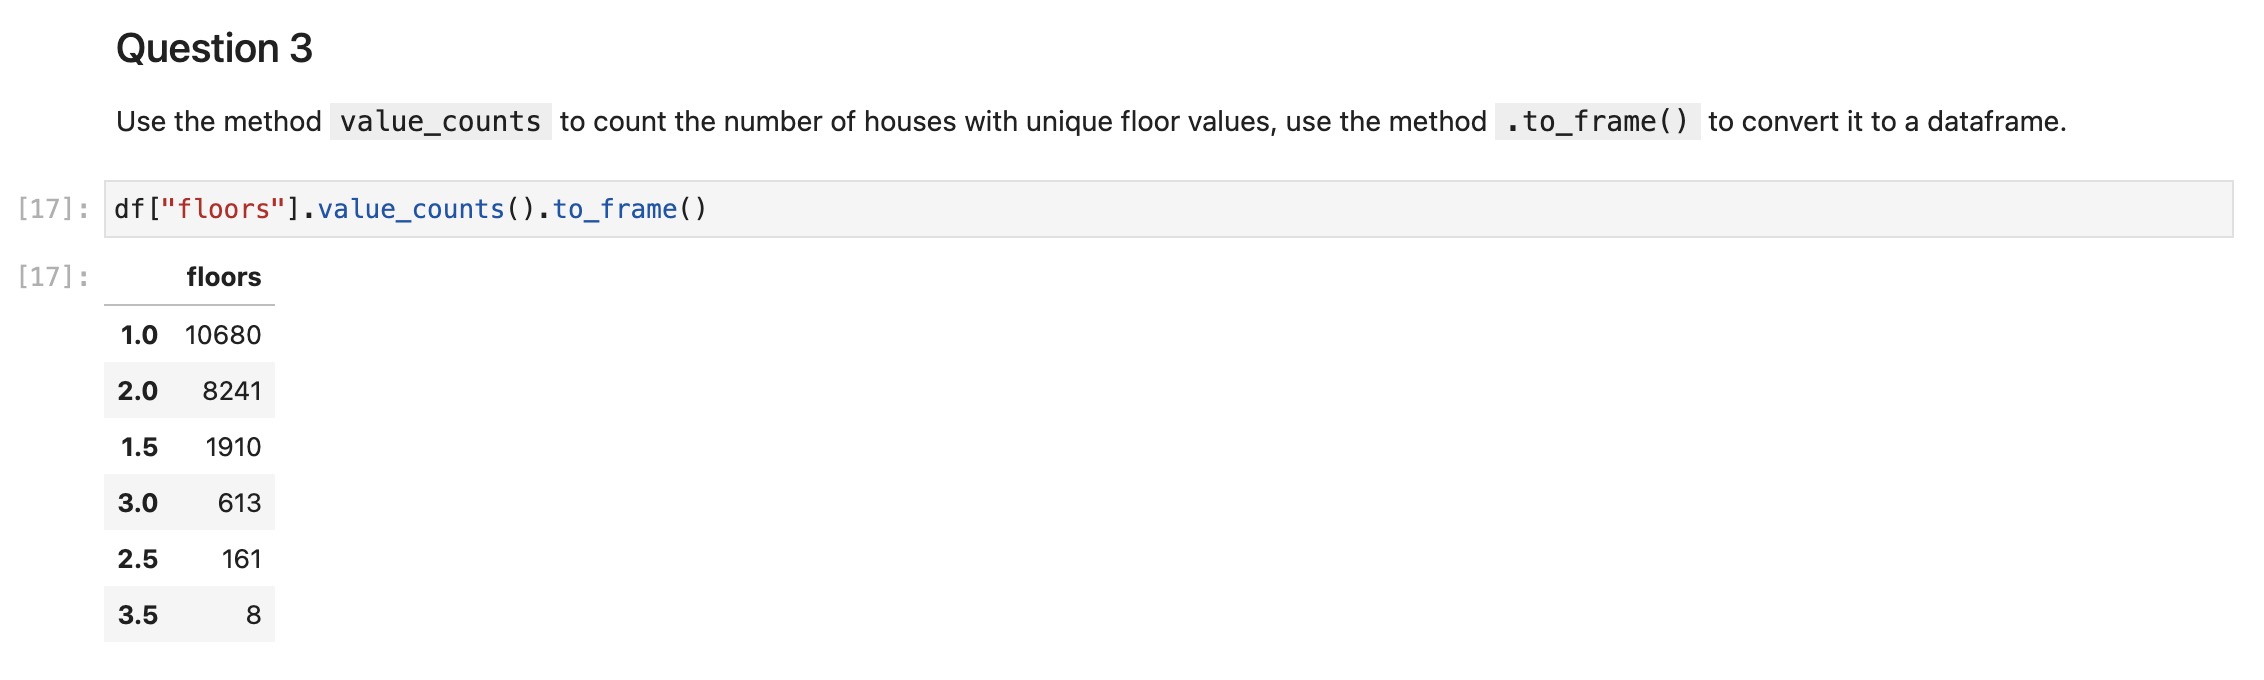 Question 3
Use the method value_counts to count the number of houses with unique floor values, use the method .to_frame() to convert it to a dataframe.
[17]: df["floors"].value_counts().to_frame()
[17]: floors
1.0 10680
2.0 8241
1.5 1910
3.0 613
2.5 161
3.5 8